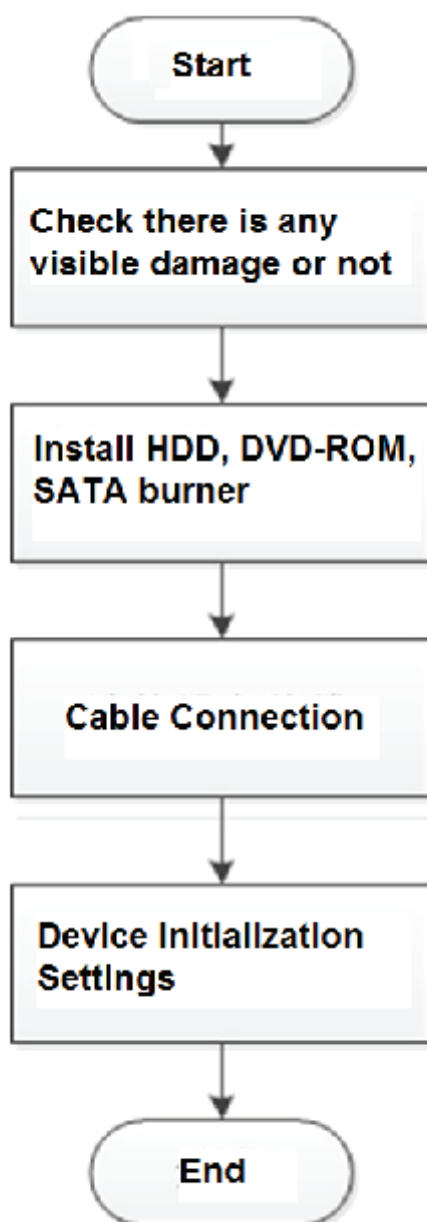 Start
Check there is any
visible damage or not
Install HDD, DVD-ROM,
SATA burner
Cable Connection
Device Initialization
Settings
End